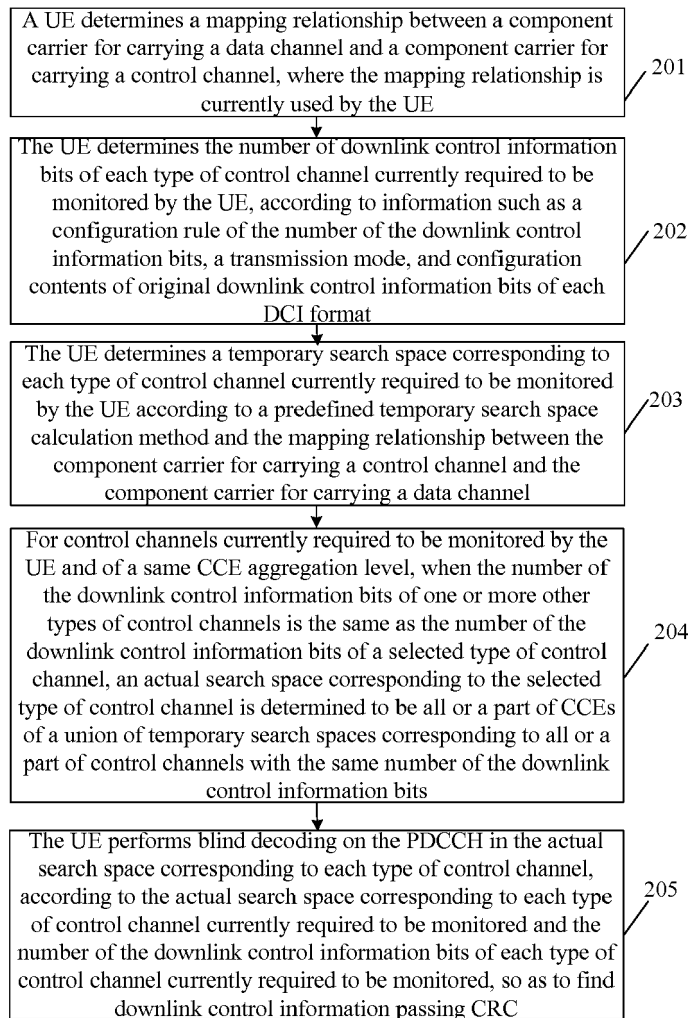 A UE determines a mapping relationship between a component
carrier for carrying a data channel and a component carrier for
carrying a control channel, where the mapping relationship is
currently used by the UE
201
The UE determines the number of downlink control information
bits of each type of control channel currently required to be
monitored by the UE, according to information such as a
configuration rule of the number of the downlink control
information bits, a transmission mode, and configuration
contents of original downlink control information bits of each
DCI format
202
The UE determines a temporary search space corresponding to
each type of control channel currently required to be monitored
by the UE according to a predefined temporary search space
calculation method and the mapping relationship between the
component carrier for carrying a control channel and the
component carrier for carrying a data channel
203
For control channels currently required to be monitored by the
UE and of a same CCE aggregation level, when the number of
the downlink control information bits of one or more other
types of control channels is the same as the number of the
downlink control information bits of a selected type of control
channel, an actual search space corresponding to the selected
type of control channel is determined to be all or a part of CCEs
of a union of temporary search spaces corresponding to all or a
part of control channels with the same number of the downlink
control information bits
204
The UE performs blind decoding on the PDCCH in the actual
search space corresponding to each type of control channel,
according to the actual search space corresponding to each type
of control channel currently required to be monitored and the
number of the downlink control information bits of each type of
control channel currently required to be monitored, so as to find
downlink control information passing CRC
205